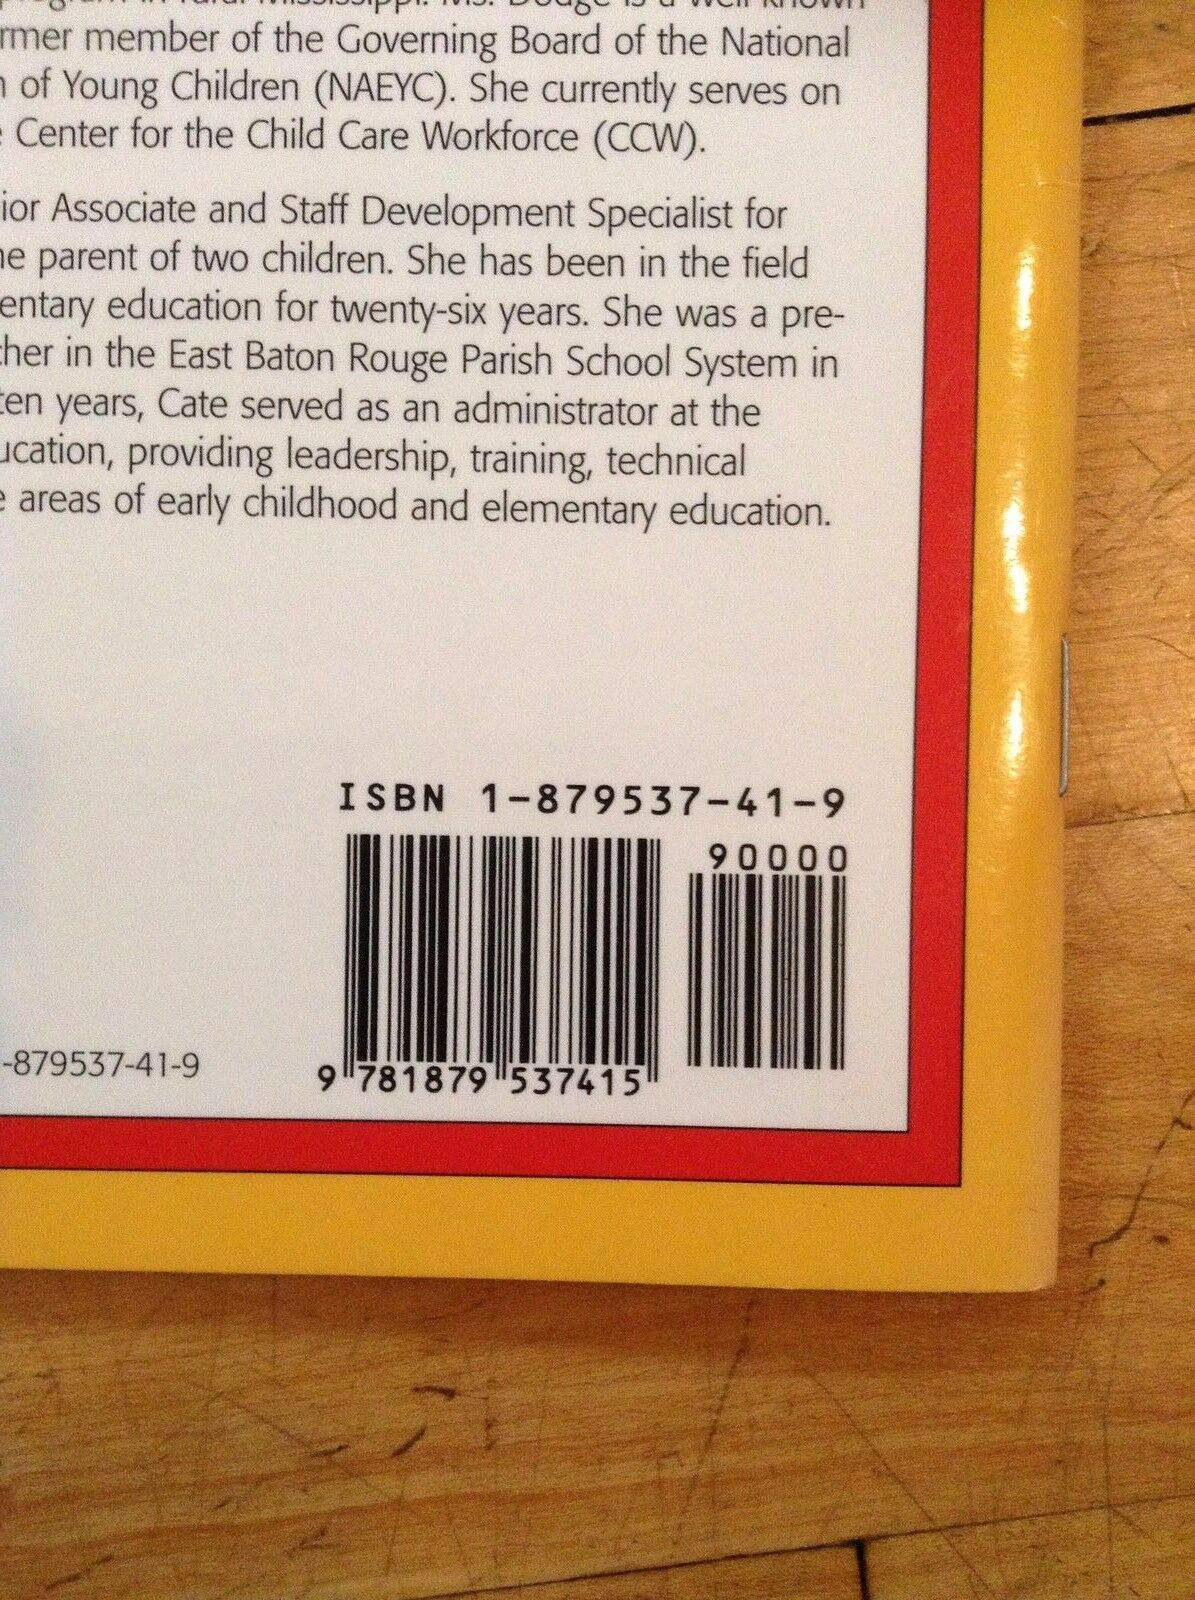 program in rural Mississippi. Ms. Dodge is a well known
rmer member of the Governing Board of the National
n of Young Children (NAEYC). She currently serves on
e Center for the Child Care Workforce (CCW).
ior Associate and Staff Development Specialist for
he parent of two children. She has been in the field
entary education for twenty-six years. She was a pre-
cher in the East Baton Rouge Parish School System in
ten years, Cate served as an administrator at the
ucation, providing leadership, training, technical
e areas of early childhood and elementary education.
ISBN 1-879537-41-9
90000
9 781879 537415
-879537-41-9